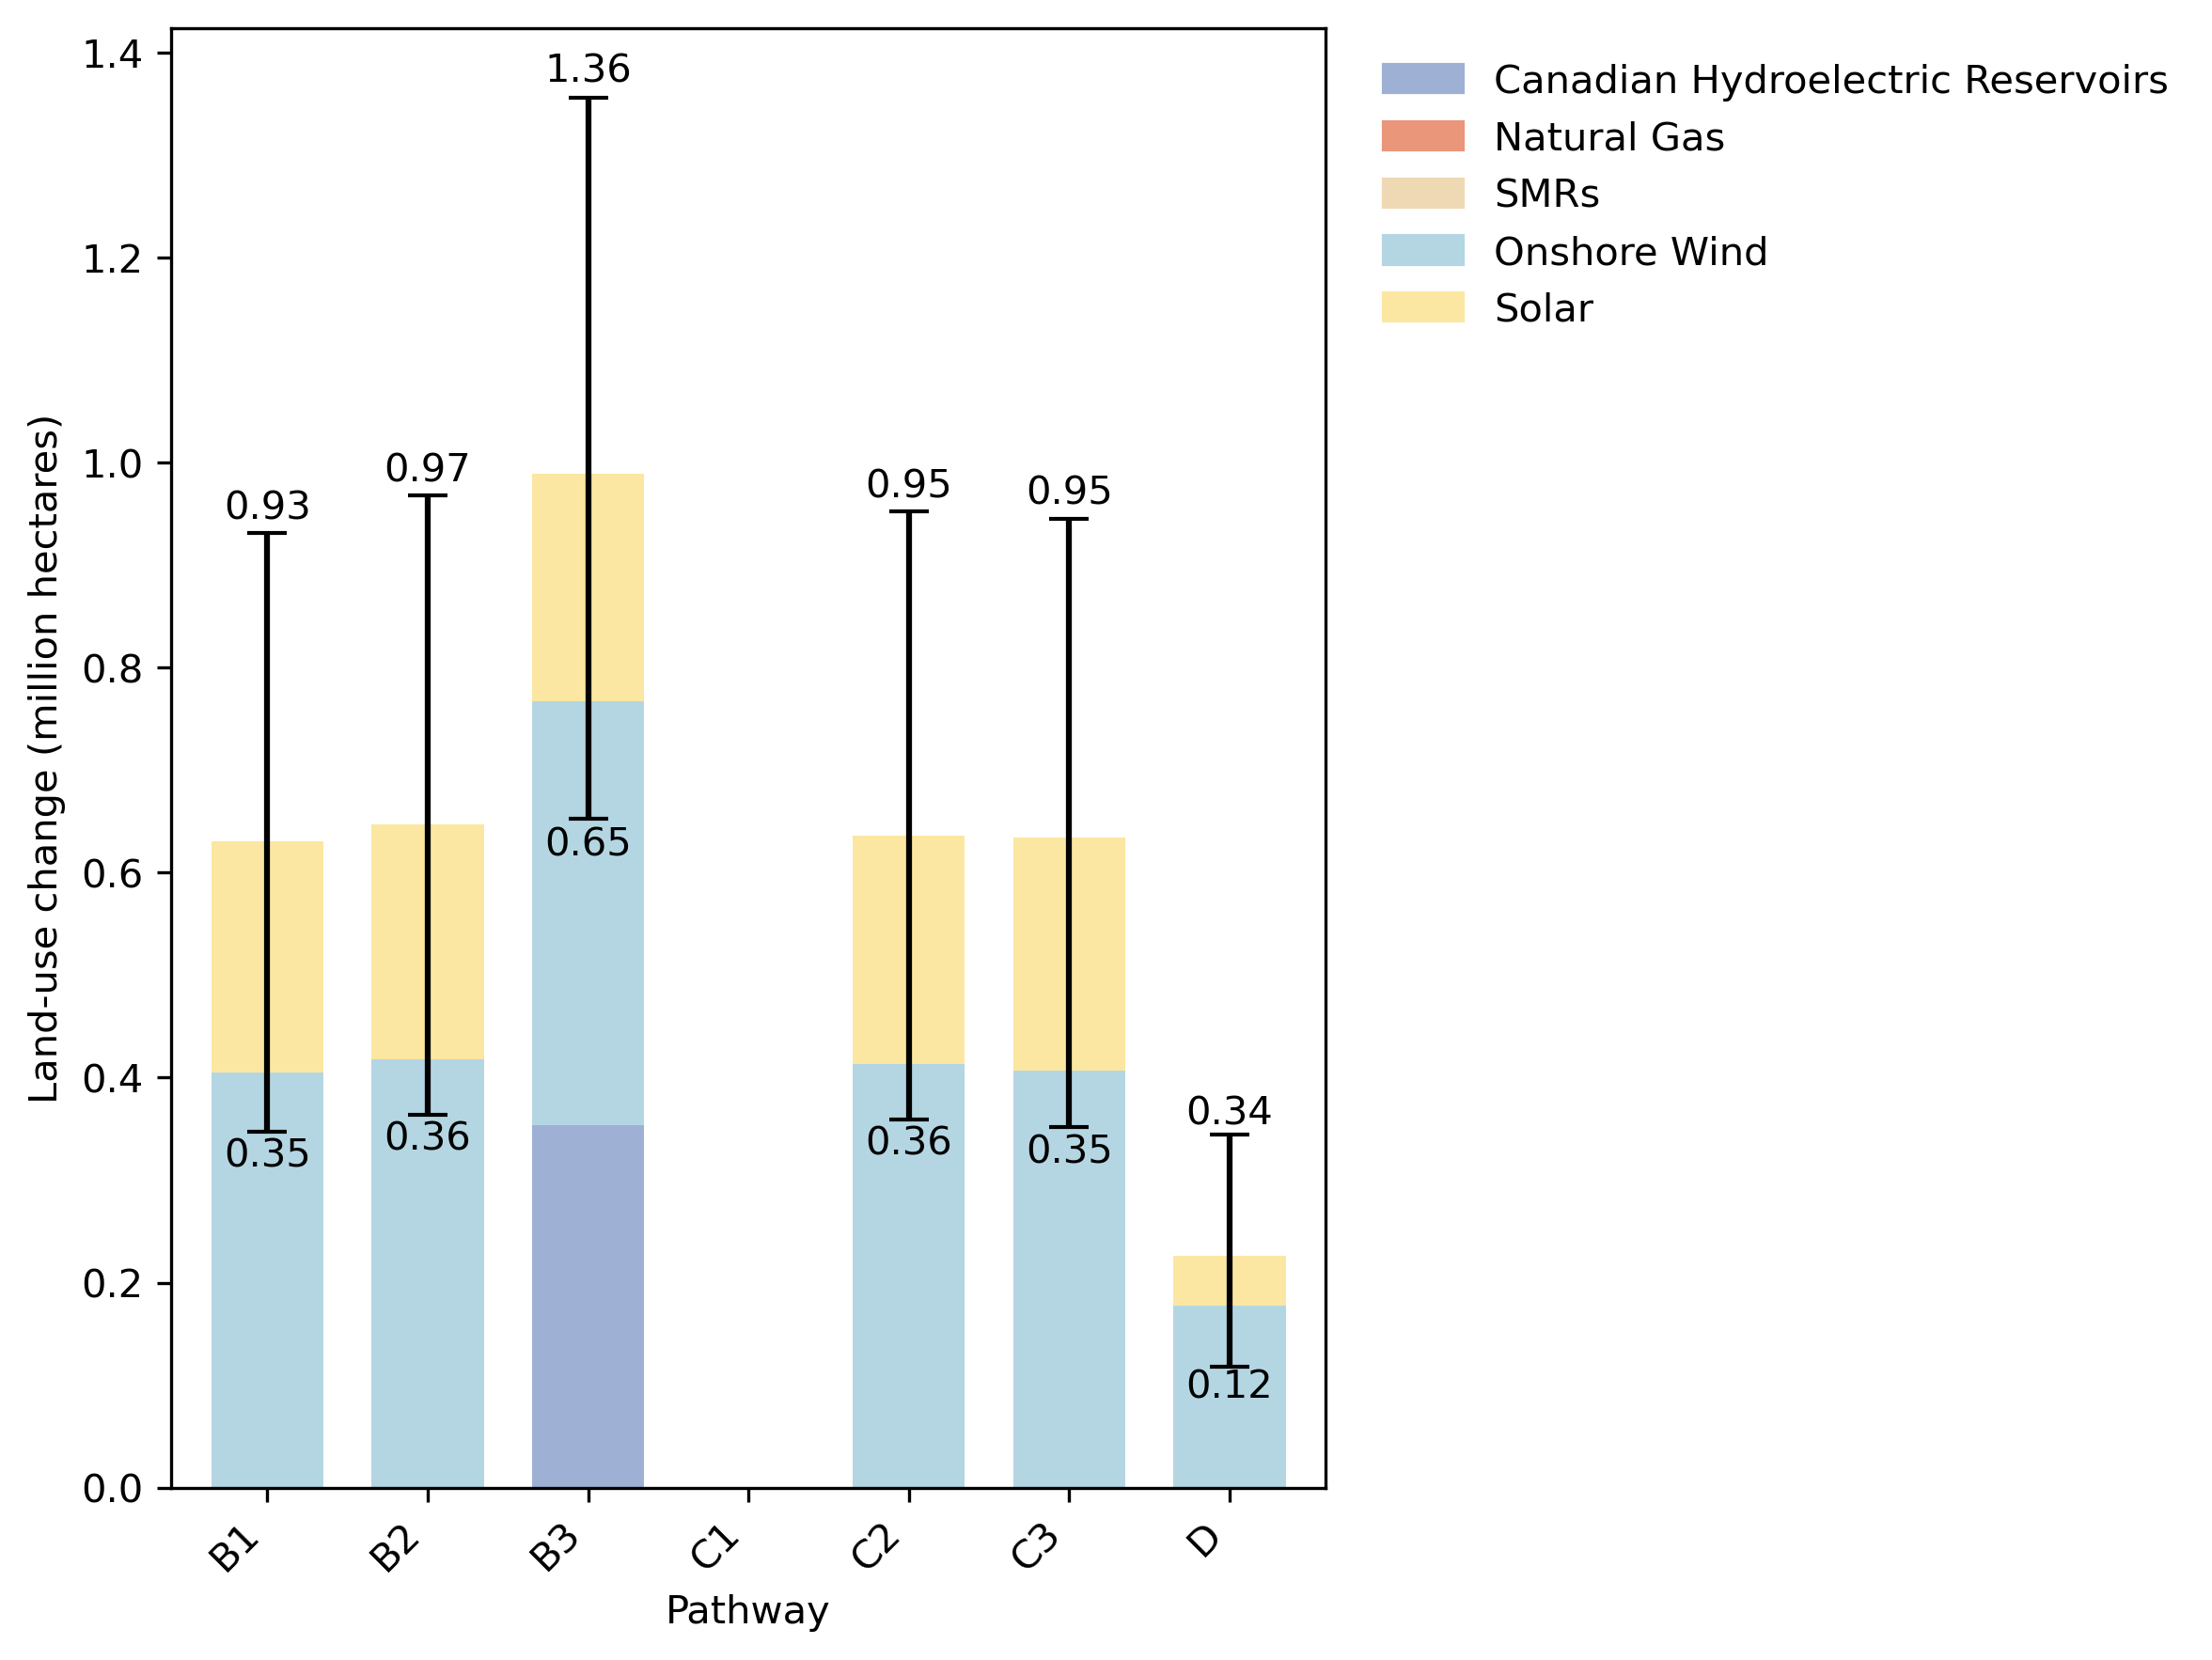 Land-use change (million hectares)
1.4
1.2
1.0
0.8
0.6
0.4
0.2
0.0
0.93
0.35
0.97
0.36
1.36
0.65
0.95
0.36
0.95
0.35
0.34
0.12
B1
B2
B3
C1
C2
C3
D
Pathway
Canadian Hydroelectric Reservoirs
Natural Gas
SMRs
Onshore Wind
Solar